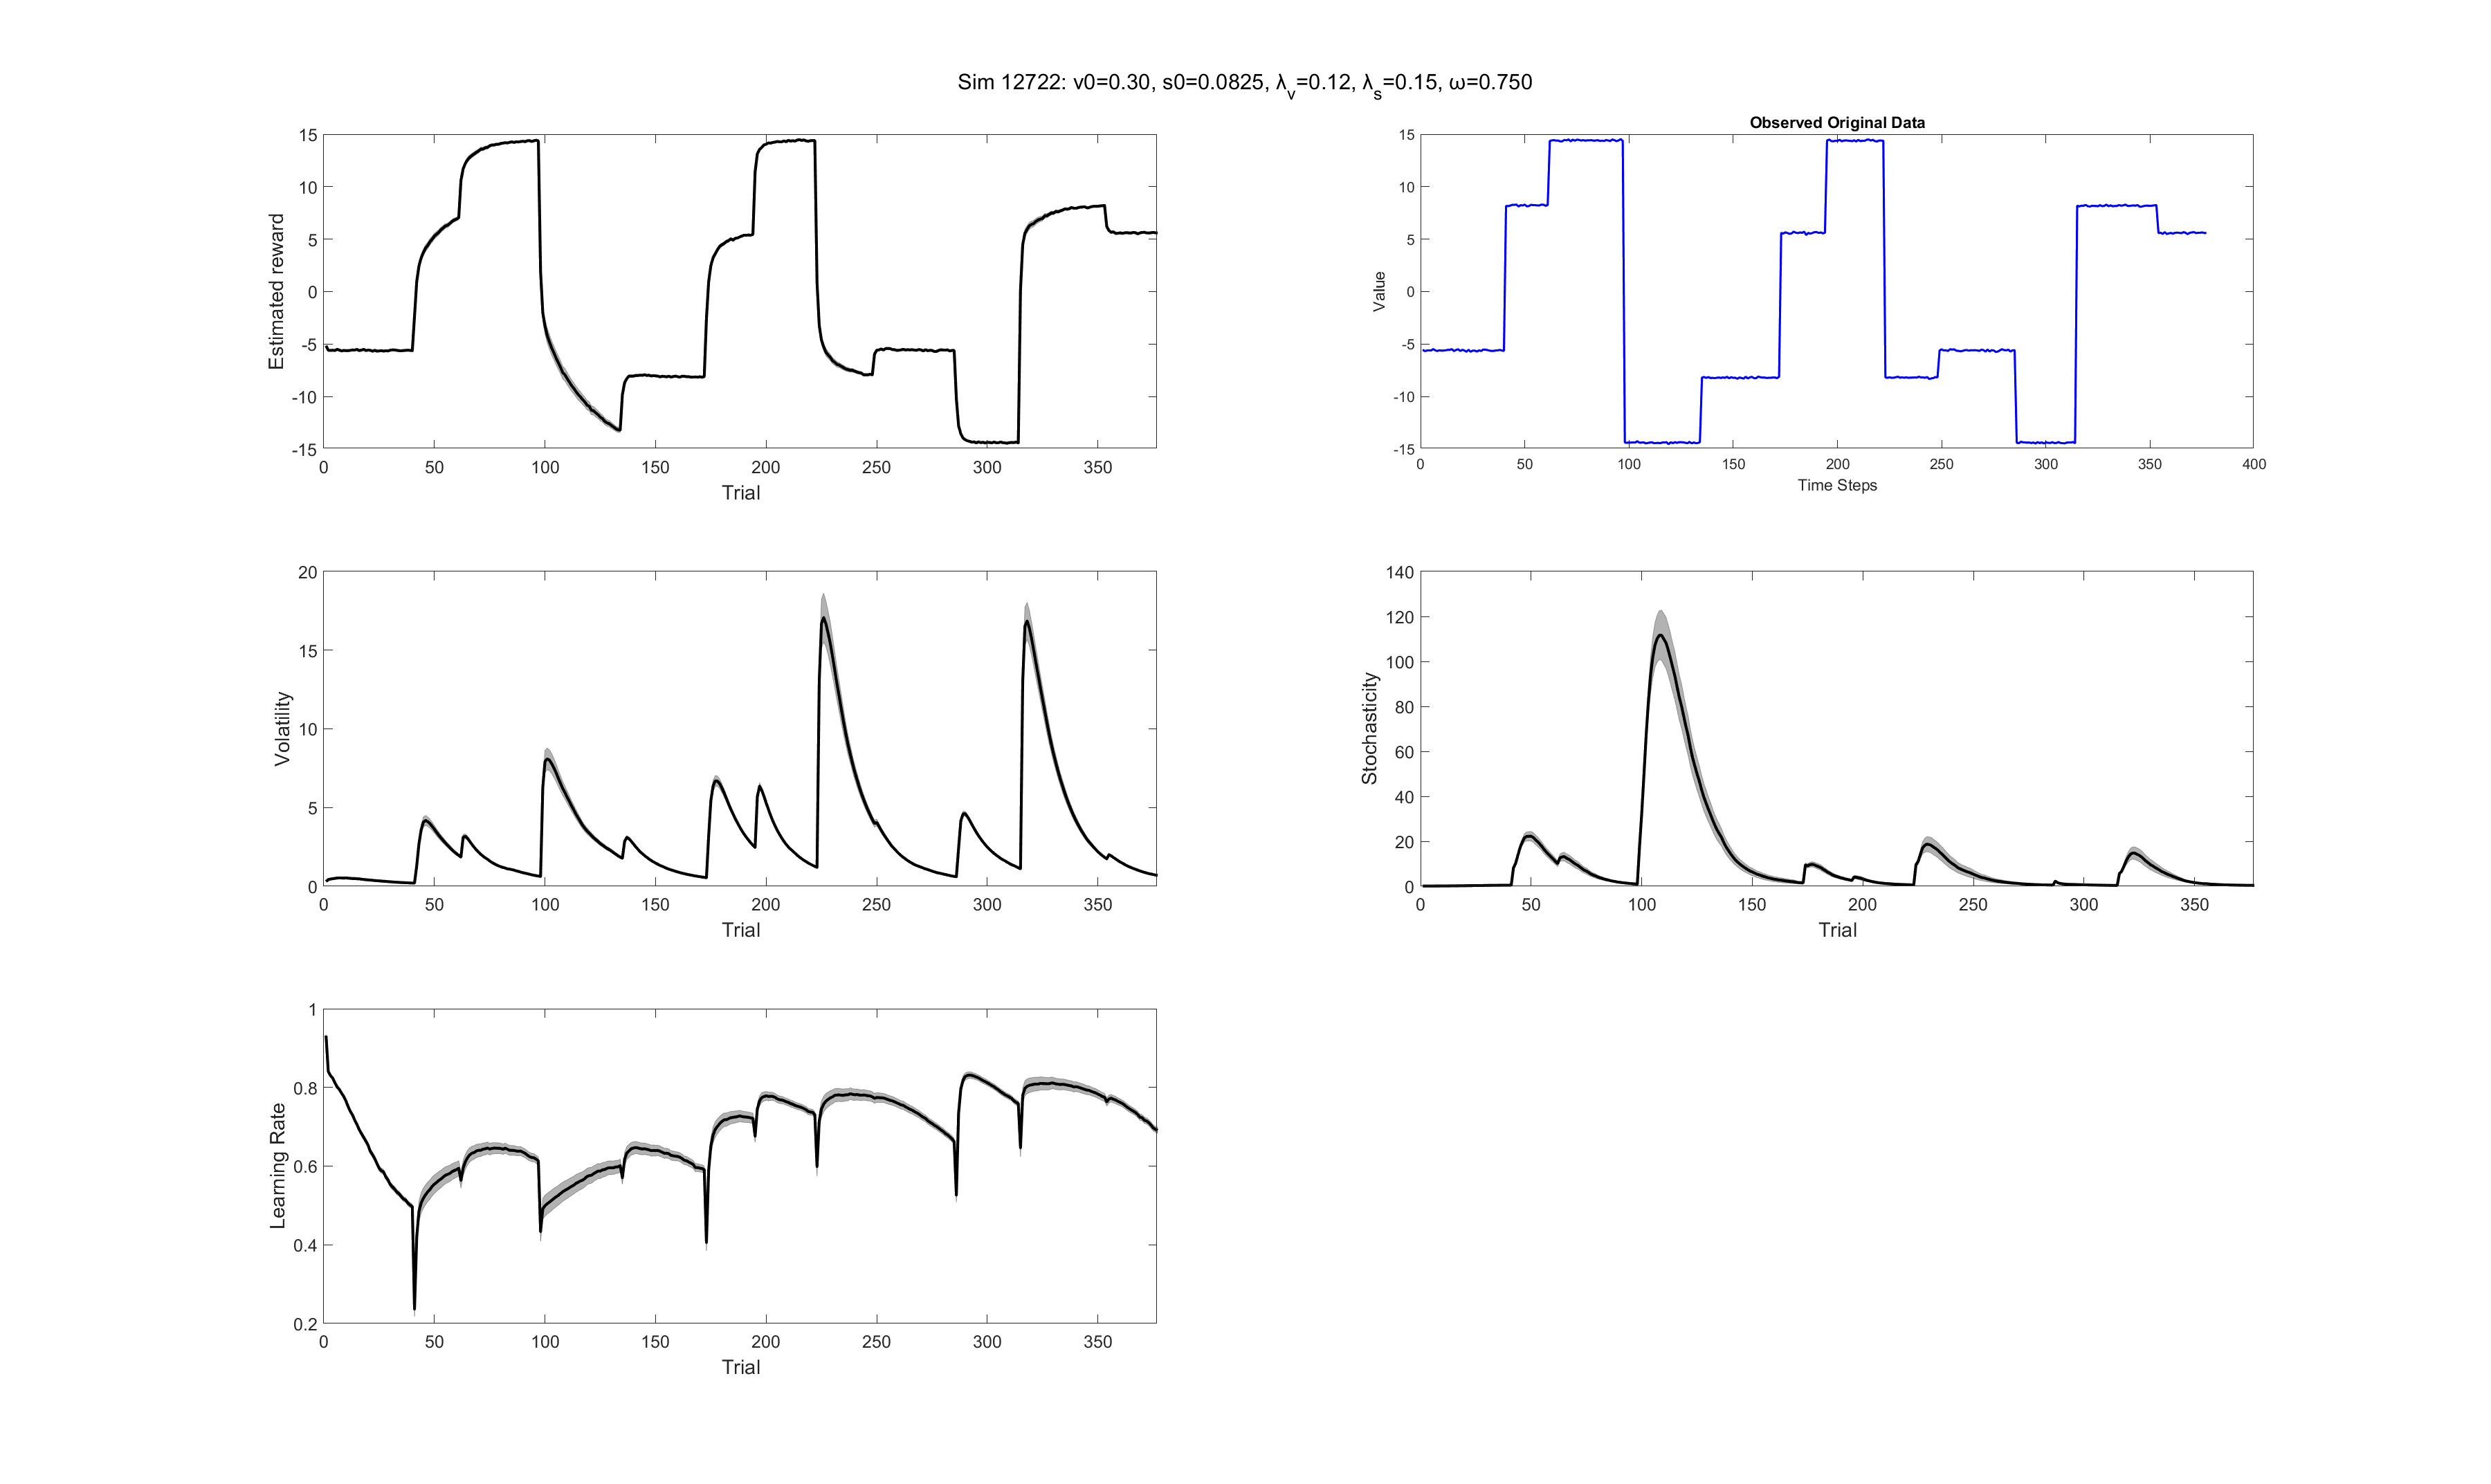 Sim 12722: v0=0.30, s0=0.0825, λv=0.12, λs=0.15, ω=0.750
15
10
5
0
-5
-10
-15
Estimated reward
0 50 100 150 200 250 300 350
Trial
Observed Original Data
15
10
5
0
-5
-10
-15
Value
0 50 100 150 200 250 300 350 400
Time Steps
20
15
10
5
0
Volatility
0 50 100 150 200 250 300 350
Trial
140
120
100
80
60
40
20
0
Stochasticity
0 50 100 150 200 250 300 350
Trial
1
0.8
0.6
0.4
0.2
Learning Rate
0 50 100 150 200 250 300 350
Trial